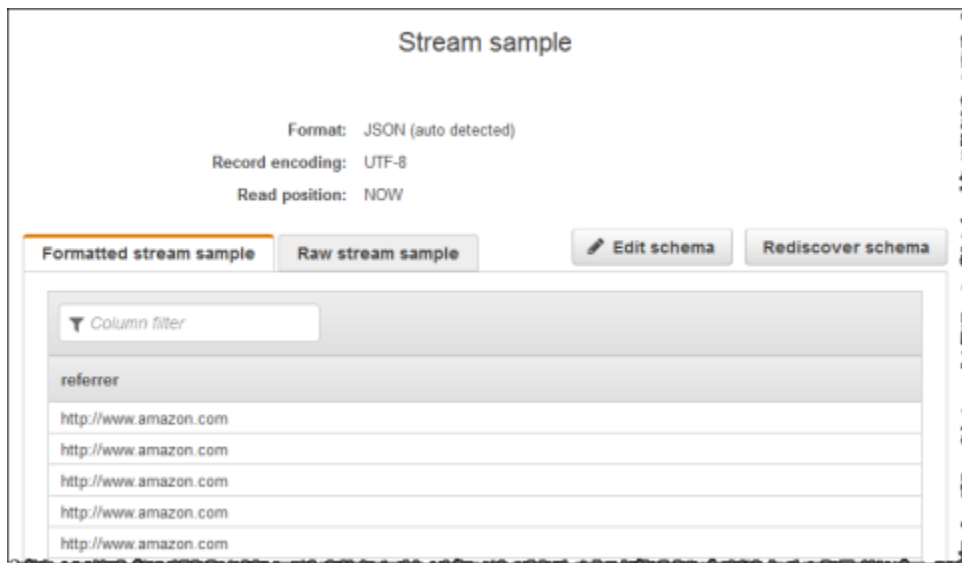 Stream sample
Format: JSON (auto detected)
Record encoding: UTF-8
Read position: NOW
Formatted stream sample Raw stream sample Edit schema Rediscover schema
Column filter
referrer
http://www.amazon.com
http://www.amazon.com
http://www.amazon.com
http://www.amazon.com
http://www.amazon.com